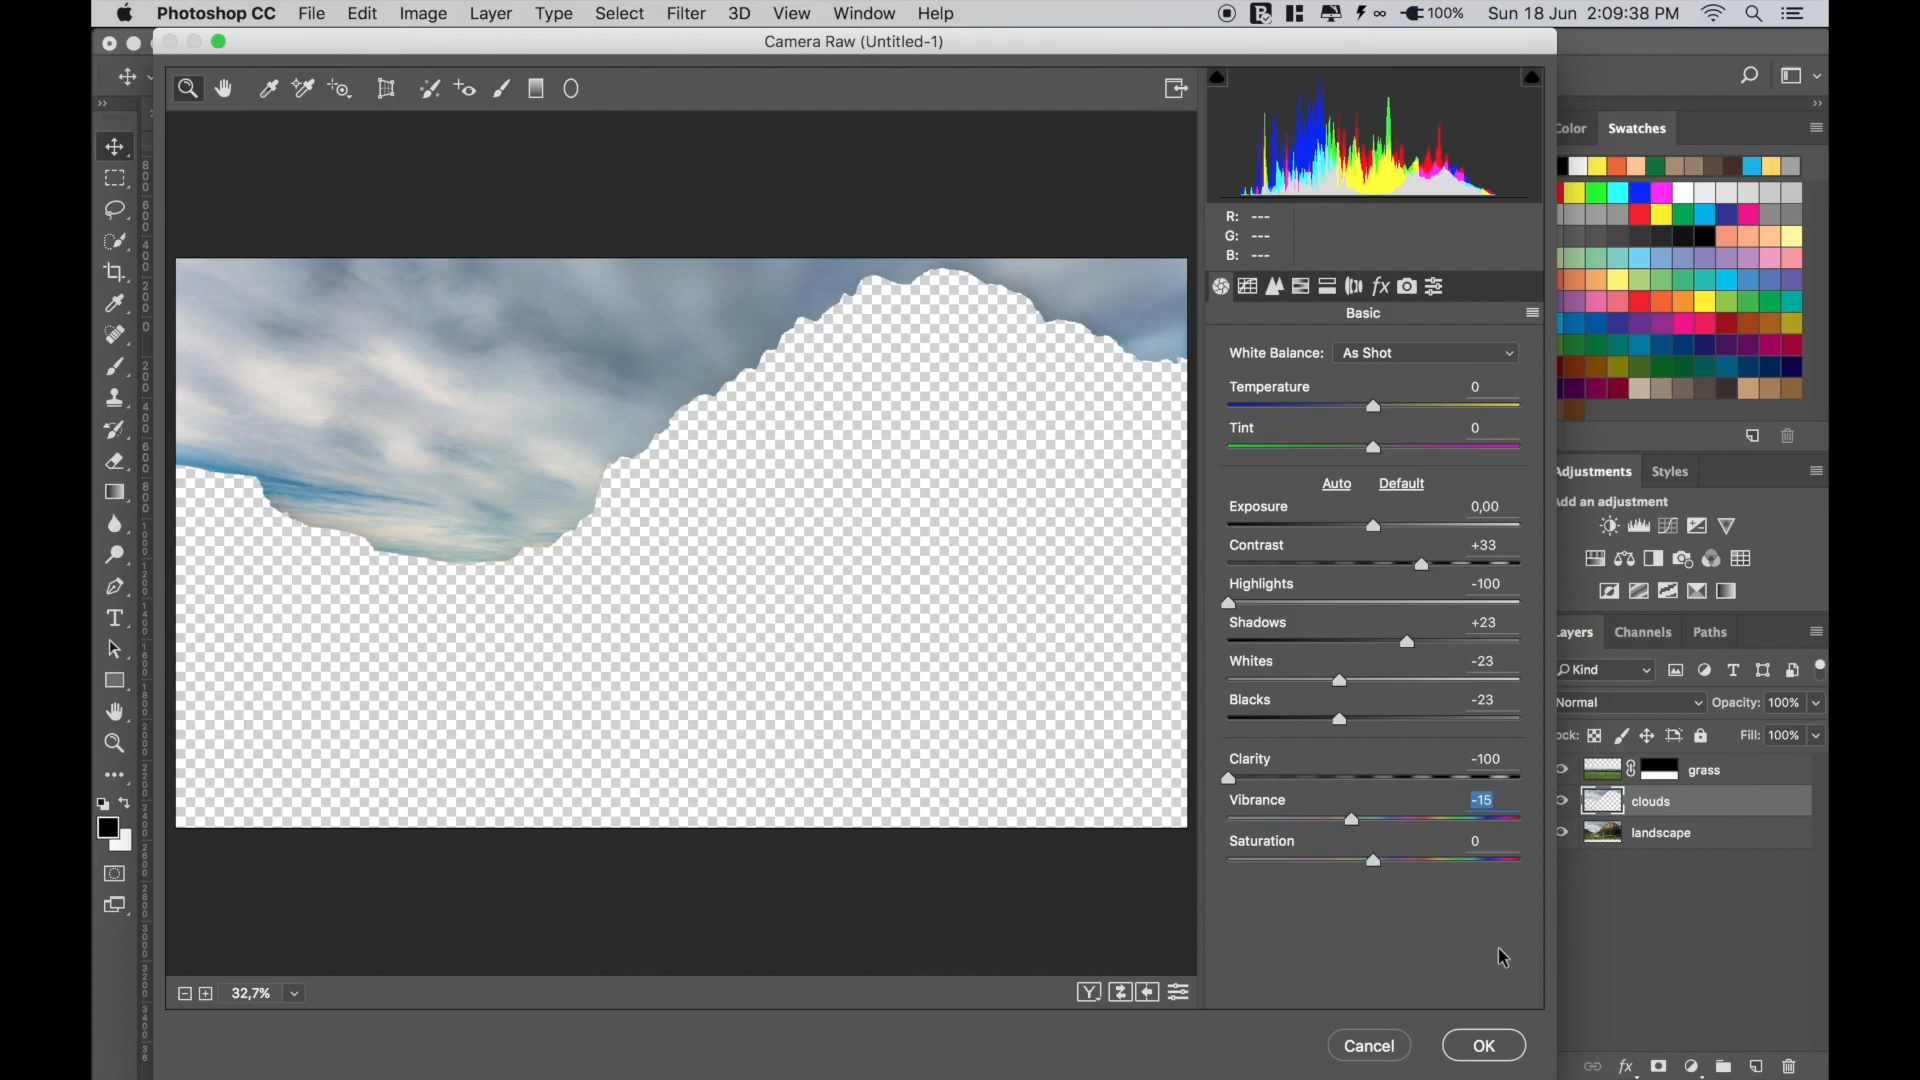 Photoshop CC File Edit Image Layer Type Select Filter 3D View Window Help 100% Sun 18 Jun 2:09:38 PM
Camera Raw (Untitled-1)
Color Swatches
R: ---
G: ---
B: ---
fx
Basic
White Balance: As Shot
Temperature 0
Tint 0
Auto Default
Exposure 0,00
Contrast +33
Highlights -100
Shadows +23
Whites -23
Blacks -23
Clarity -100
Vibrance -15
Saturation 0
32,7%
Y
Cancel OK
Adjustments Styles
Add an adjustment
Layers Channels Paths
Kind
Normal Opacity: 100%
Lock: Fill: 100%
grass
clouds
landscape
fx